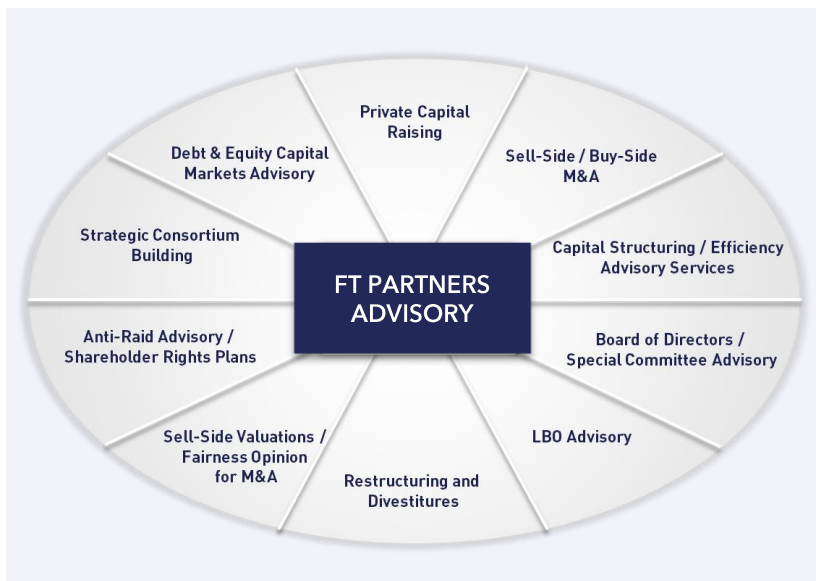 Private Capital
Raising
Sell-Side / Buy-Side
M&A
Capital Structuring / Efficiency
Advisory Services
Board of Directors /
Special Committee Advisory
LBO Advisory
Restructuring and
Divestitures
Sell-Side Valuations /
Fairness Opinion
for M&A
Anti-Raid Advisory /
Shareholder Rights Plans
Strategic Consortium
Building
Debt & Equity Capital
Markets Advisory
FT PARTNERS
ADVISORY